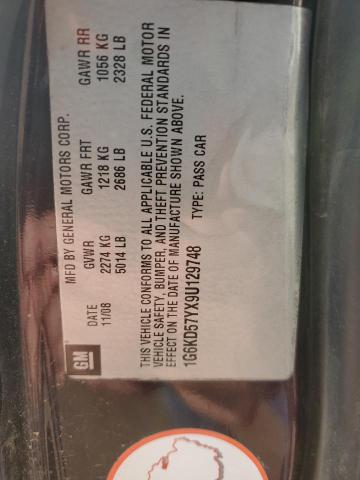 GM
MFD BY GENERAL MOTORS CORP.
DATE GVWR GAWR FRT GAWR RR
11/08 2274 KG 1218 KG 1056 KG
5014 LB 2686 LB 2328 LB
THIS VEHICLE CONFORMS TO ALL APPLICABLE U.S. FEDERAL MOTOR
VEHICLE SAFETY, BUMPER, AND THEFT PREVENTION STANDARDS IN
EFFECT ON THE DATE OF MANUFACTURE SHOWN ABOVE.
1G6KD57YX9U129748 TYPE: PASS CAR